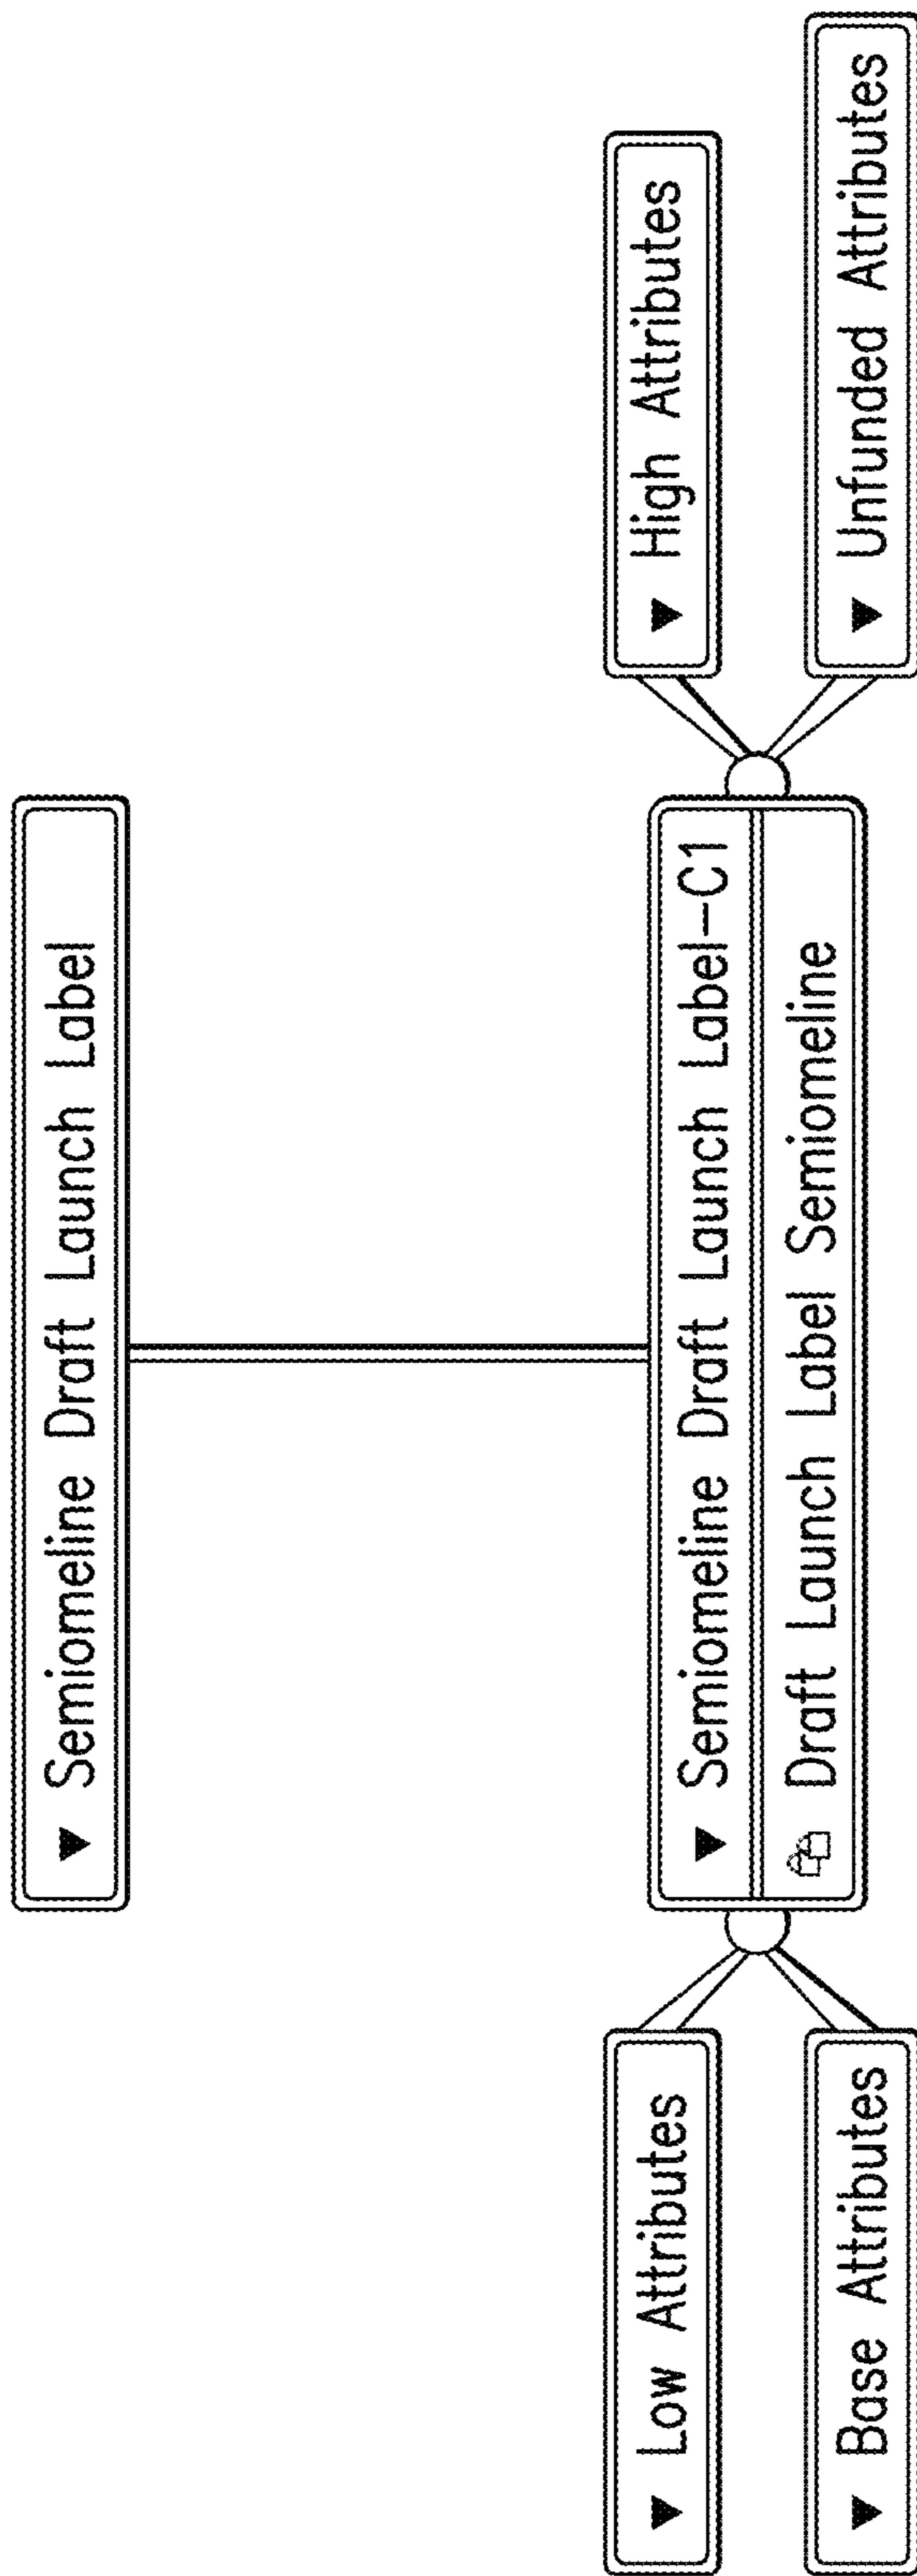 Semiomeline Draft Launch Label
Low Attributes
High Attributes
Semiomeline Draft Launch Label-C1
Draft Launch Label Semiomeline
Base Attributes
Unfunded Attributes